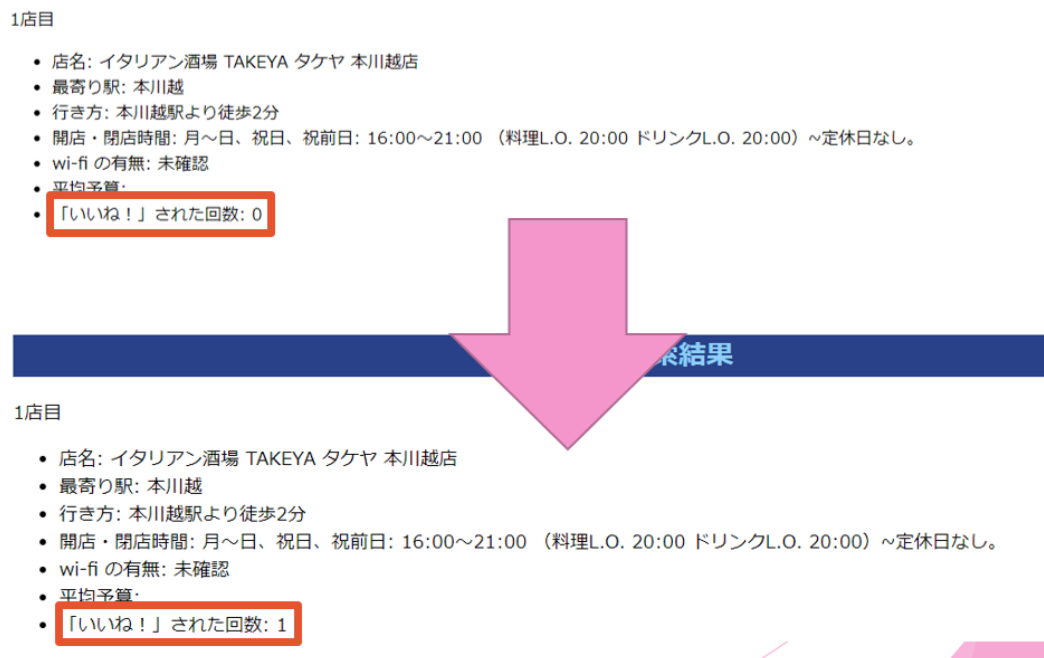 1店目
• 店名: イタリアン酒場 TAKEYA タケヤ 本川越店
• 最寄り駅: 本川越
• 行き方: 本川越駅より徒歩2分
• 開店・閉店時間: 月～日、祝日、祝前日: 16:00～21:00 （料理L.O. 20:00 ドリンクL.O. 20:00）~定休日なし。
• wi-fi の有無: 未確認
• 平均予算:
• 「いいね！」された回数: 0
索結果
1店目
• 店名: イタリアン酒場 TAKEYA タケヤ 本川越店
• 最寄り駅: 本川越
• 行き方: 本川越駅より徒歩2分
• 開店・閉店時間: 月～日、祝日、祝前日: 16:00～21:00 （料理L.O. 20:00 ドリンクL.O. 20:00）~定休日なし。
• wi-fi の有無: 未確認
• 平均予算:
• 「いいね！」された回数: 1